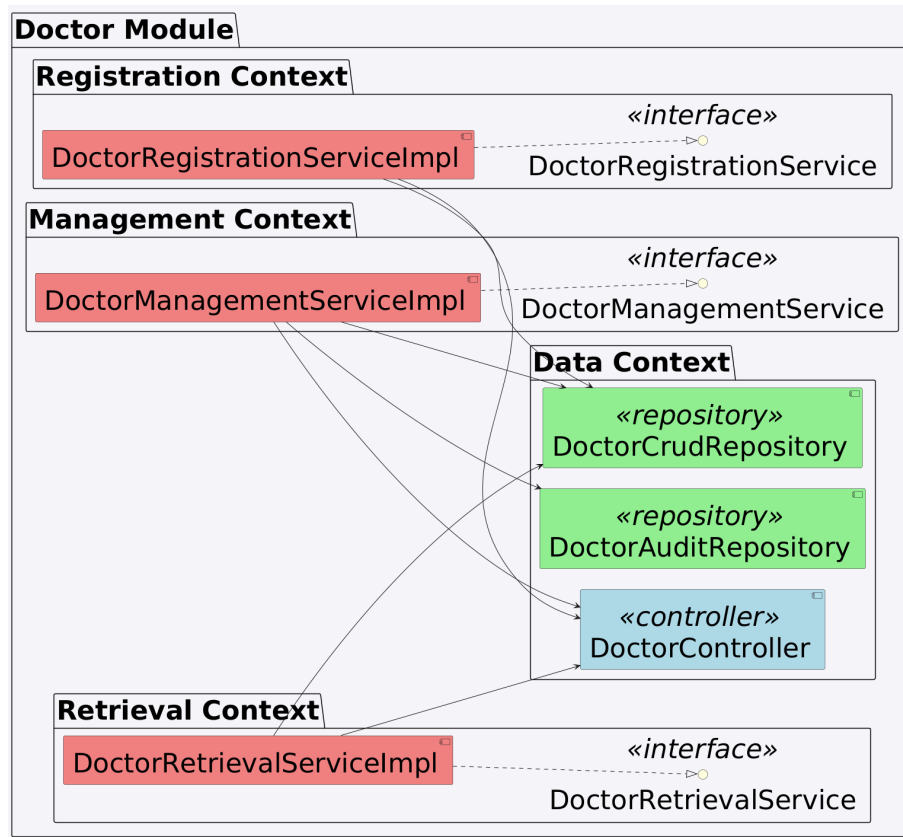 Doctor Module
Registration Context
«interface»
DoctorRegistrationServiceImpl
DoctorRegistrationService
Management Context
«interface»
DoctorManagementServiceImpl
DoctorManagementService
Data Context
«repository»
DoctorCrudRepository
«repository»
DoctorAuditRepository
«controller»
DoctorController
Retrieval Context
«interface»
DoctorRetrievalServiceImpl
DoctorRetrievalService